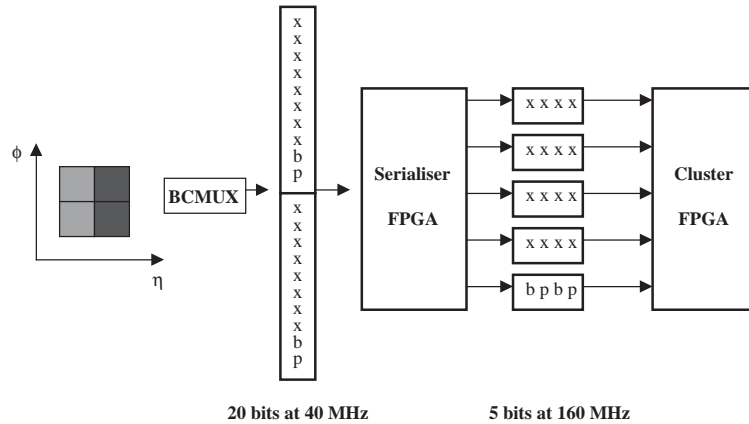 ϕ
η
BCMUX
x
x
x
x
x
x
x
x
b
p
x
x
x
x
x
x
x
x
b
p
Serialiser
FPGA
x x x x
x x x x
x x x x
x x x x
b p b p
Cluster
FPGA
20 bits at 40 MHz
5 bits at 160 MHz